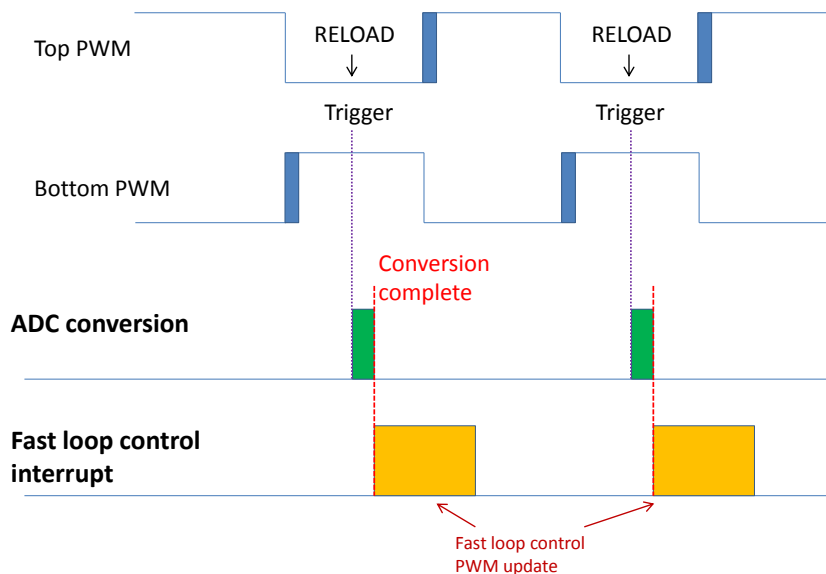 Top PWM
RELOAD
RELOAD
Trigger
Trigger
Bottom PWM
Conversion
complete
ADC conversion
Fast loop control
interrupt
Fast loop control
PWM update